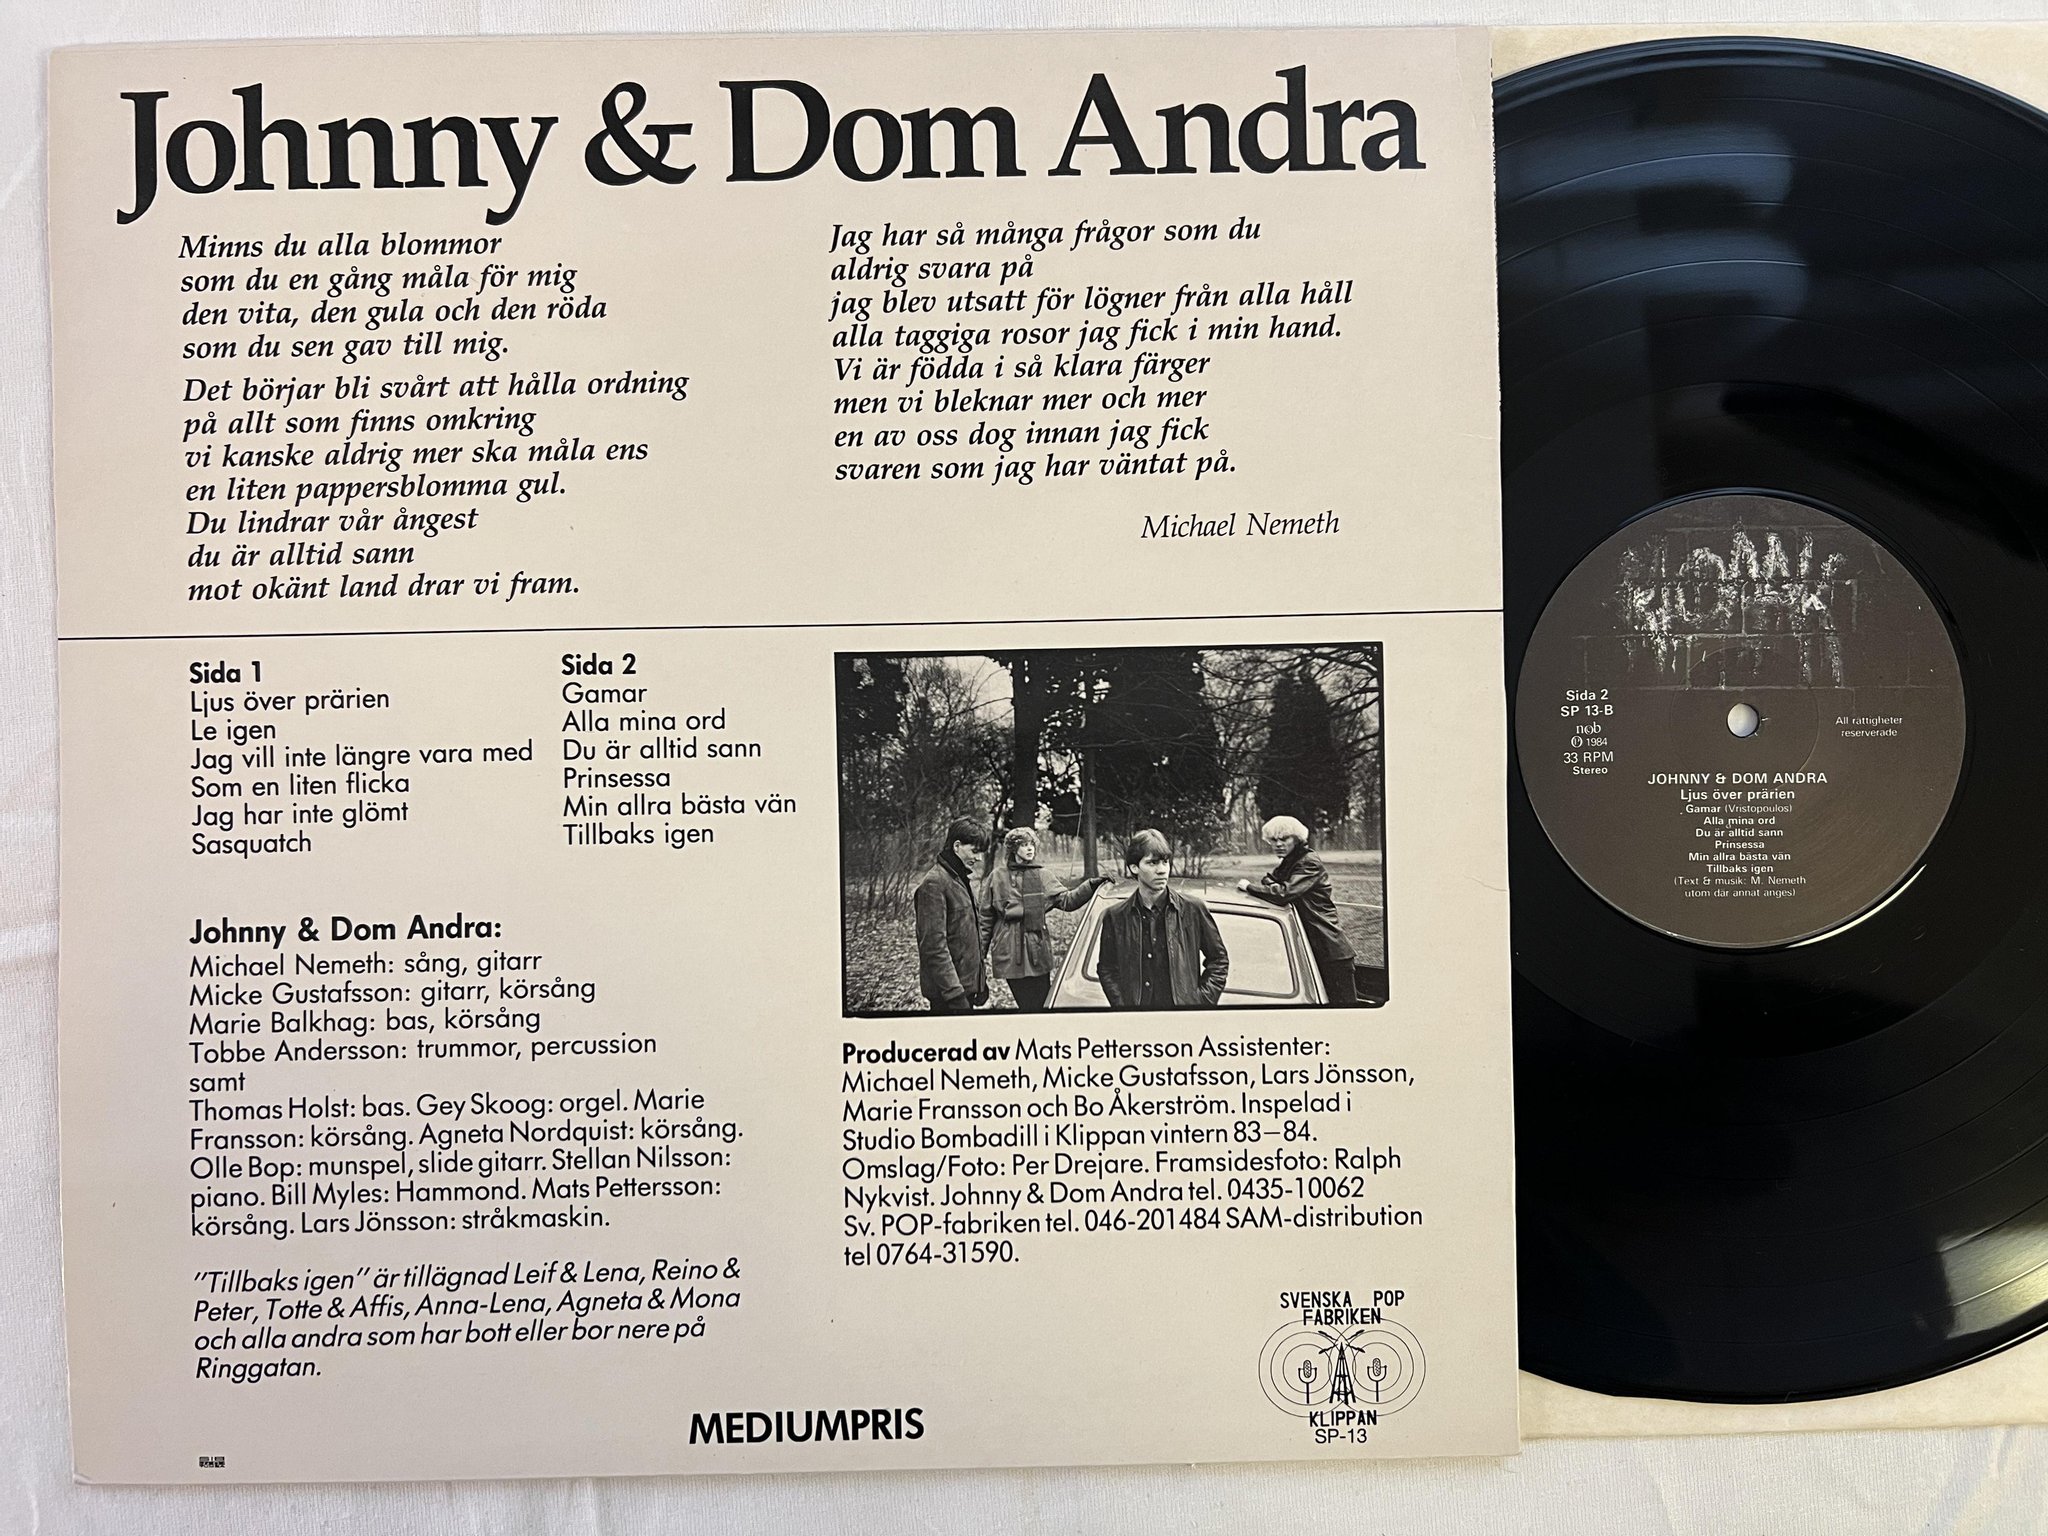 Johnny & Dom Andra
Minns du alla blommor
som du en gång måla för mig
den vita, den gula och den röda
som du sen gav till mig.
Det börjar bli svårt att hålla ordning
på allt som finns omkring
vi kanske aldrig mer ska måla ens
en liten pappersblomma gul.
Du lindrar vår ångest
du är alltid sann
mot okänt land drar vi fram.
Jag har så många frågor som du
aldrig svara på
jag blev utsatt för lögner från alla håll
alla taggiga rosor jag fick i min hand.
Vi är födda i så klara färger
men vi bleknar mer och mer
en av oss dog innan jag fick
svaren som jag har väntat på.
Michael Nemeth
Sida 1
Ljus över prärien
Le igen
Jag vill inte längre vara med
Som en liten flicka
Jag har inte glömt
Sasquatch
Sida 2
Gamar
Alla mina ord
Du är alltid sann
Prinsessa
Min allra bästa vän
Tillbaks igen
Johnny & Dom Andra:
Michael Nemeth: sång, gitarr
Micke Gustafsson: gitarr, körsång
Marie Balkhag: bas, körsång
Tobbe Andersson: trummor, percussion
samt
Thomas Holst: bas. Gey Skoog: orgel. Marie
Fransson: körsång. Agneta Nordquist: körsång.
Olle Bop: munspel, slide gitarr. Stellan Nilsson:
piano. Bill Myles: Hammond. Mats Pettersson:
körsång. Lars Jönsson: stråkmaskin.
"Tillbaks igen" är tillägnad Leif & Lena, Reino &
Peter, Totte & Affis, Anna-Lena, Agneta & Mona
och alla andra som har bott eller bor nere på
Ringgatan.
Producerad av Mats Pettersson Assistenter:
Michael Nemeth, Micke Gustafsson, Lars Jönsson,
Marie Fransson och Bo Åkerström. Inspelad i
Studio Bombadill i Klippan vintern 83–84.
Omslag/Foto: Per Drejare. Framsidesfoto: Ralph
Nykvist. Johnny & Dom Andra tel. 0435-10062
Sv. POP-fabriken tel. 046-201484 SAM-distribution
tel 0764-31590.
SVENSKA POP
FABRIKEN
KLIPPAN
SP-13
MEDIUMPRIS
Sida 2
SP 13-B
ncb
Ⓟ 1984
33 RPM
Stereo
All rättigheter
reserverade
JOHNNY & DOM ANDRA
Ljus över prärien
Gamar (Vristopoulos)
Alla mina ord
Du är alltid sann
Prinsessa
Min allra bästa vän
Tillbaks igen
(Text & musik: M. Nemeth
utom där annat anges)